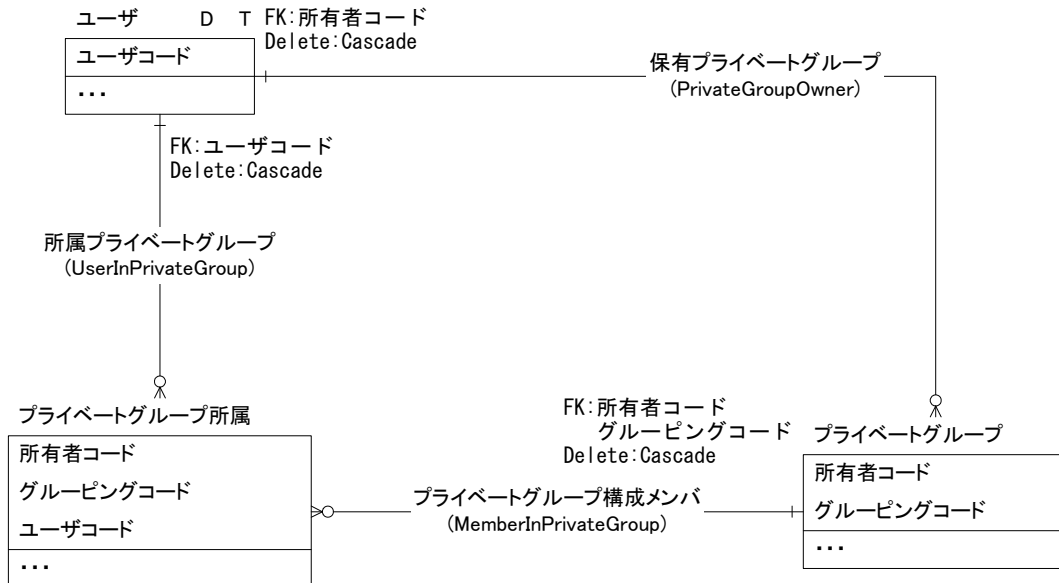 ユーザ D T
FK:所有者コード
Delete:Cascade
ユーザコード
・・・
保有プライベートグループ
(PrivateGroupOwner)
FK:ユーザコード
Delete:Cascade
所属プライベートグループ
(UserInPrivateGroup)
プライベートグループ所属
所有者コード
グルーピングコード
ユーザコード
・・・
FK:所有者コード
グルーピングコード
Delete:Cascade
プライベートグループ構成メンバ
(MemberInPrivateGroup)
プライベートグループ
所有者コード
グルーピングコード
・・・